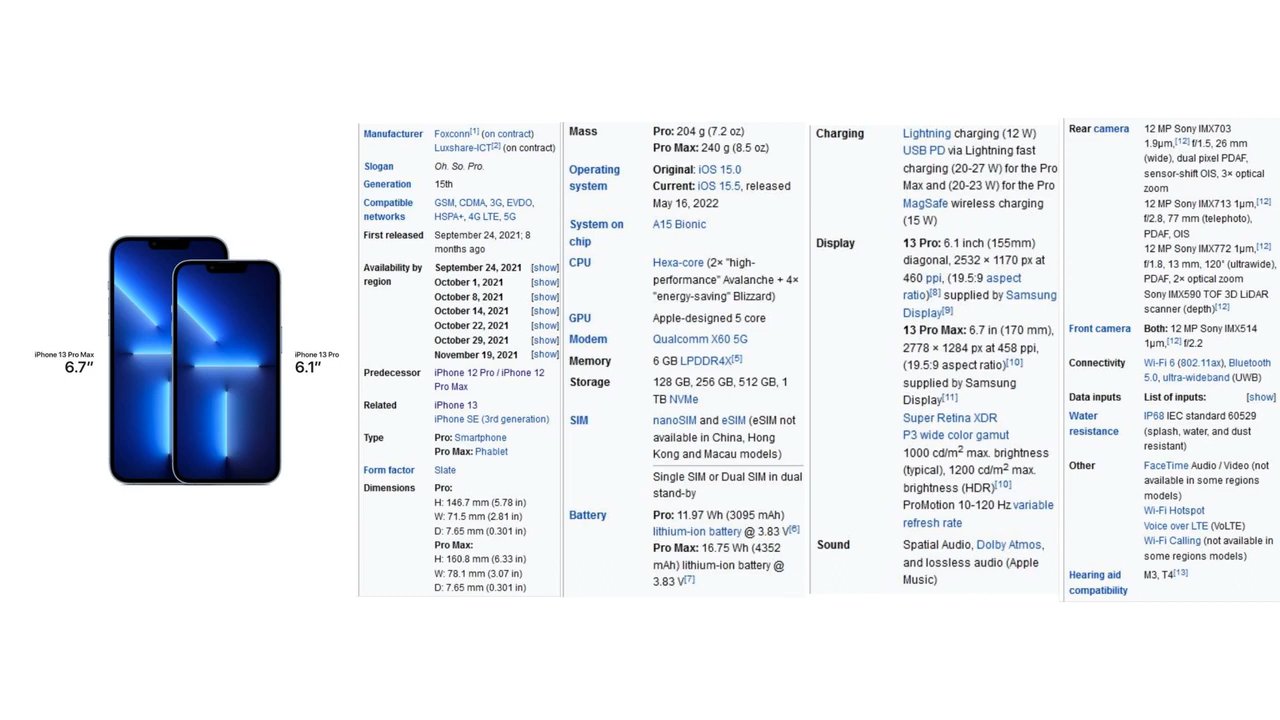 iPhone 13 Pro Max
6.7”
iPhone 13 Pro
6.1”
Manufacturer Foxconn[1] (on contract)
Luxshare-ICT[2] (on contract)
Slogan Oh. So. Pro.
Generation 15th
Compatible GSM, CDMA, 3G, EVDO,
networks HSPA+, 4G LTE, 5G
First released September 24, 2021; 8
months ago
Availability by September 24, 2021 [show]
region October 1, 2021 [show]
October 8, 2021 [show]
October 14, 2021 [show]
October 22, 2021 [show]
October 29, 2021 [show]
November 19, 2021 [show]
Predecessor iPhone 12 Pro / iPhone 12
Pro Max
Related iPhone 13
iPhone SE (3rd generation)
Type Pro: Smartphone
Pro Max: Phablet
Form factor Slate
Dimensions Pro:
H: 146.7 mm (5.78 in)
W: 71.5 mm (2.81 in)
D: 7.65 mm (0.301 in)
Pro Max:
H: 160.8 mm (6.33 in)
W: 78.1 mm (3.07 in)
D: 7.65 mm (0.301 in)
Mass Pro: 204 g (7.2 oz)
Pro Max: 240 g (8.5 oz)
Operating Original: iOS 15.0
system Current: iOS 15.5, released
May 16, 2022
System on A15 Bionic
chip
CPU Hexa-core (2× "high-
performance" Avalanche + 4×
"energy-saving" Blizzard)
GPU Apple-designed 5 core
Modem Qualcomm X60 5G
Memory 6 GB LPDDR4X[5]
Storage 128 GB, 256 GB, 512 GB, 1
TB NVMe
SIM nanoSIM and eSIM (eSIM not
available in China, Hong
Kong and Macau models)
Single SIM or Dual SIM in dual
stand-by
Battery Pro: 11.97 Wh (3095 mAh)
lithium-ion battery @ 3.83 V[6]
Pro Max: 16.75 Wh (4352
mAh) lithium-ion battery @
3.83 V[7]
Charging Lightning charging (12 W)
USB PD via Lightning fast
charging (20-27 W) for the Pro
Max and (20-23 W) for the Pro
MagSafe wireless charging
(15 W)
Display 13 Pro: 6.1 inch (155mm)
diagonal, 2532 × 1170 px at
460 ppi, (19.5:9 aspect
ratio)[8] supplied by Samsung
Display[9]
13 Pro Max: 6.7 in (170 mm),
2778 × 1284 px at 458 ppi,
(19.5:9 aspect ratio)[10]
supplied by Samsung
Display[11]
Super Retina XDR
P3 wide color gamut
1000 cd/m2 max. brightness
(typical), 1200 cd/m2 max.
brightness (HDR)[10]
ProMotion 10-120 Hz variable
refresh rate
Sound Spatial Audio, Dolby Atmos,
and lossless audio (Apple
Music)
Rear camera 12 MP Sony IMX703
1.9μm,[12] f/1.5, 26 mm
(wide), dual pixel PDAF,
sensor-shift OIS, 3× optical
zoom
12 MP Sony IMX713 1μm,[12]
f/2.8, 77 mm (telephoto),
PDAF, OIS
12 MP Sony IMX772 1μm,[12]
f/1.8, 13 mm, 120° (ultrawide),
PDAF, 2× optical zoom
Sony IMX590 TOF 3D LiDAR
scanner (depth)[12]
Front camera Both: 12 MP Sony IMX514
1μm,[12] f/2.2
Connectivity Wi-Fi 6 (802.11ax), Bluetooth
5.0, ultra-wideband (UWB)
Data inputs List of inputs: [show]
Water IP68 IEC standard 60529
resistance (splash, water, and dust
resistant)
Other FaceTime Audio / Video (not
available in some regions
models)
Wi-Fi Hotspot
Voice over LTE (VoLTE)
Wi-Fi Calling (not available in
some regions models)
Hearing aid M3, T4[13]
compatibility